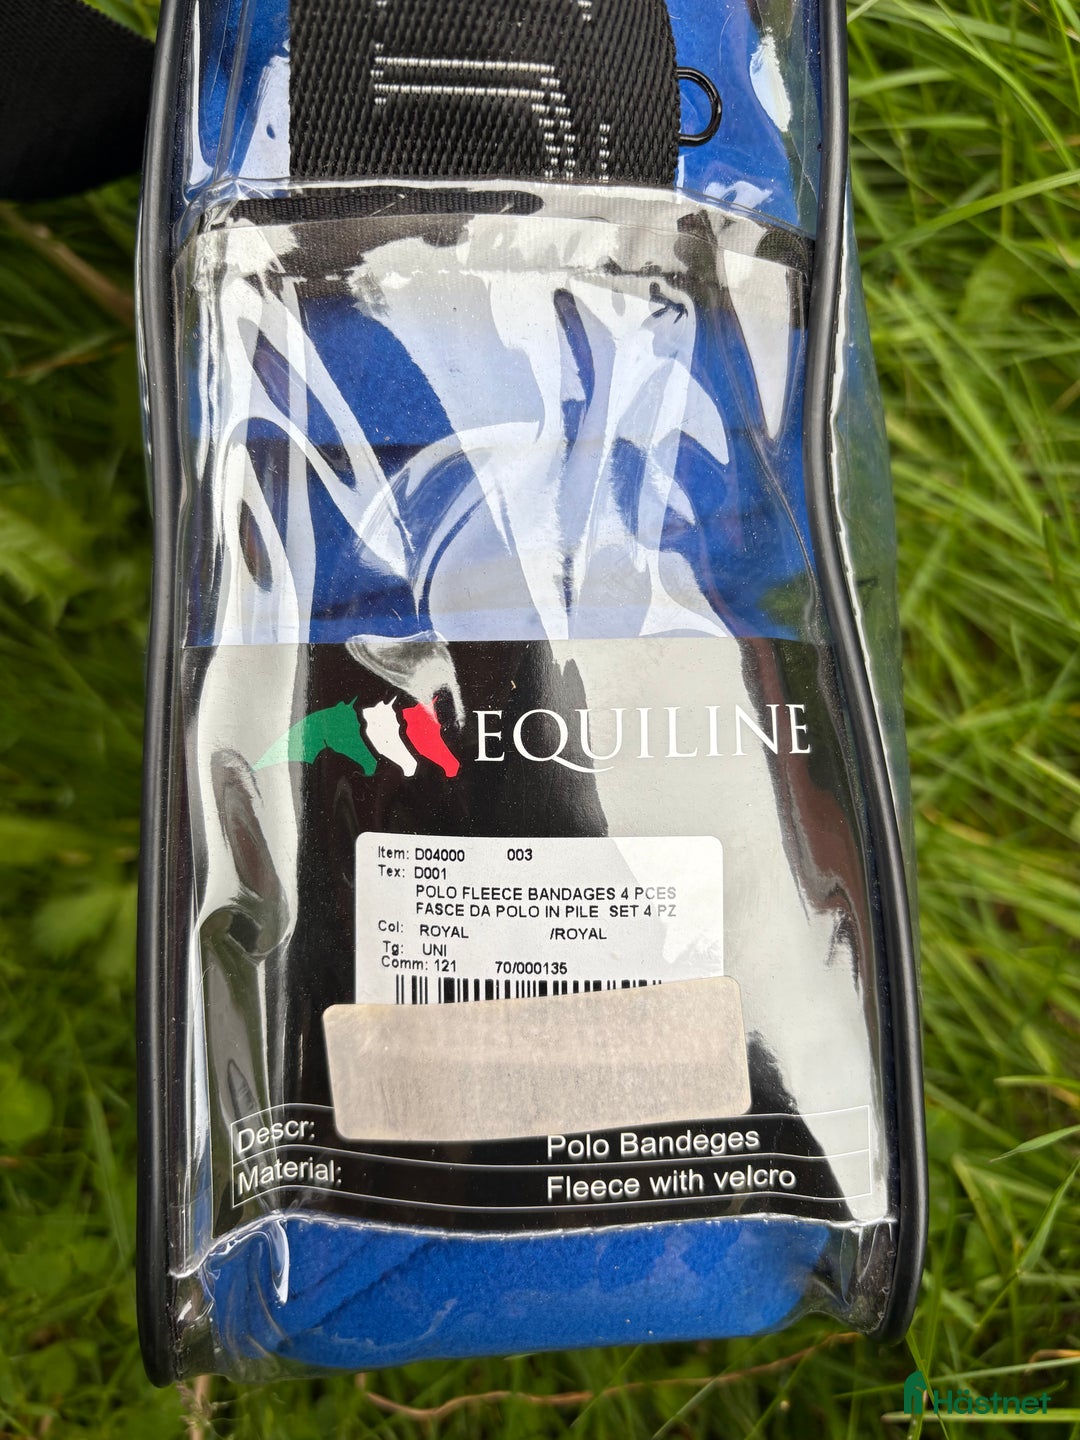 EQUILINE
Item: D04000 003
Tex: D001
POLO FLEECE BANDAGES 4 PCES
FASCE DA POLO IN PILE SET 4 PZ
Col: ROYAL /ROYAL
Tg: UNI
Comm: 121 70/000135
Descr: Polo Bandeges
Material: Fleece with velcro
Hästnet